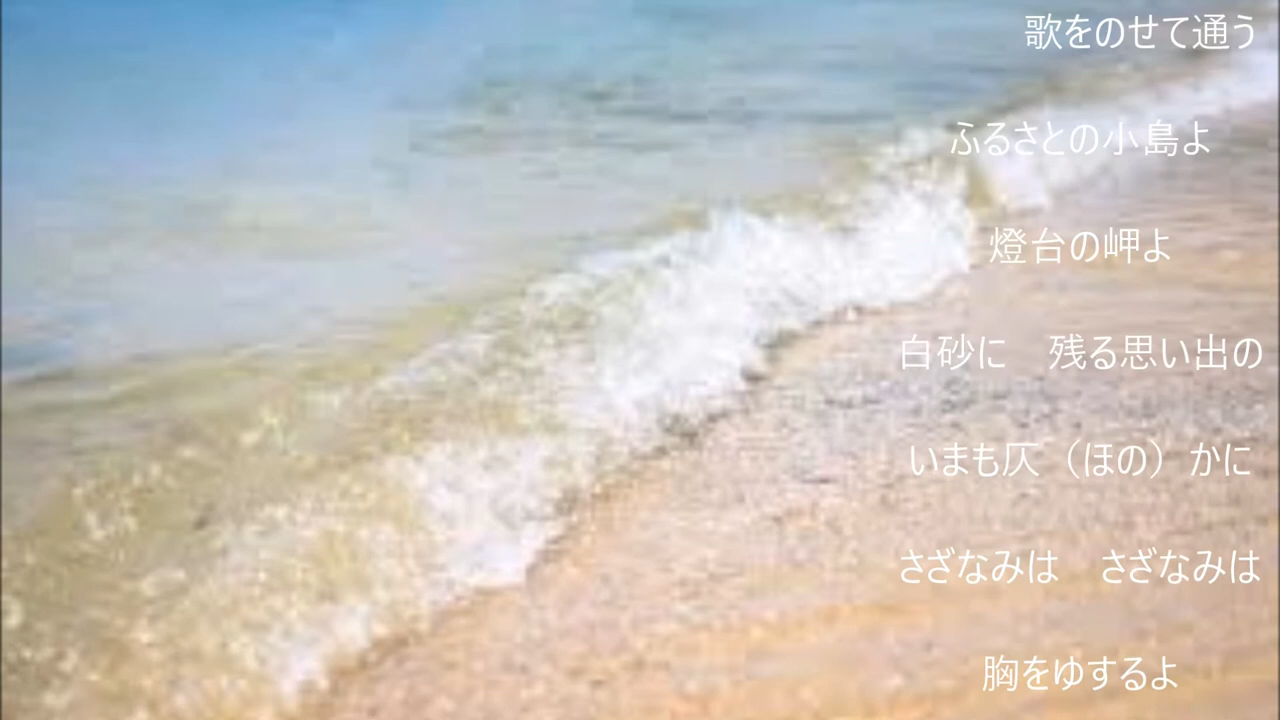 歌をのせて通う
ふるさとの小島よ
燈台の岬よ
白砂に　残る思い出の
いまも仄（ほの）かに
さざなみは　さざなみは
胸をゆするよ